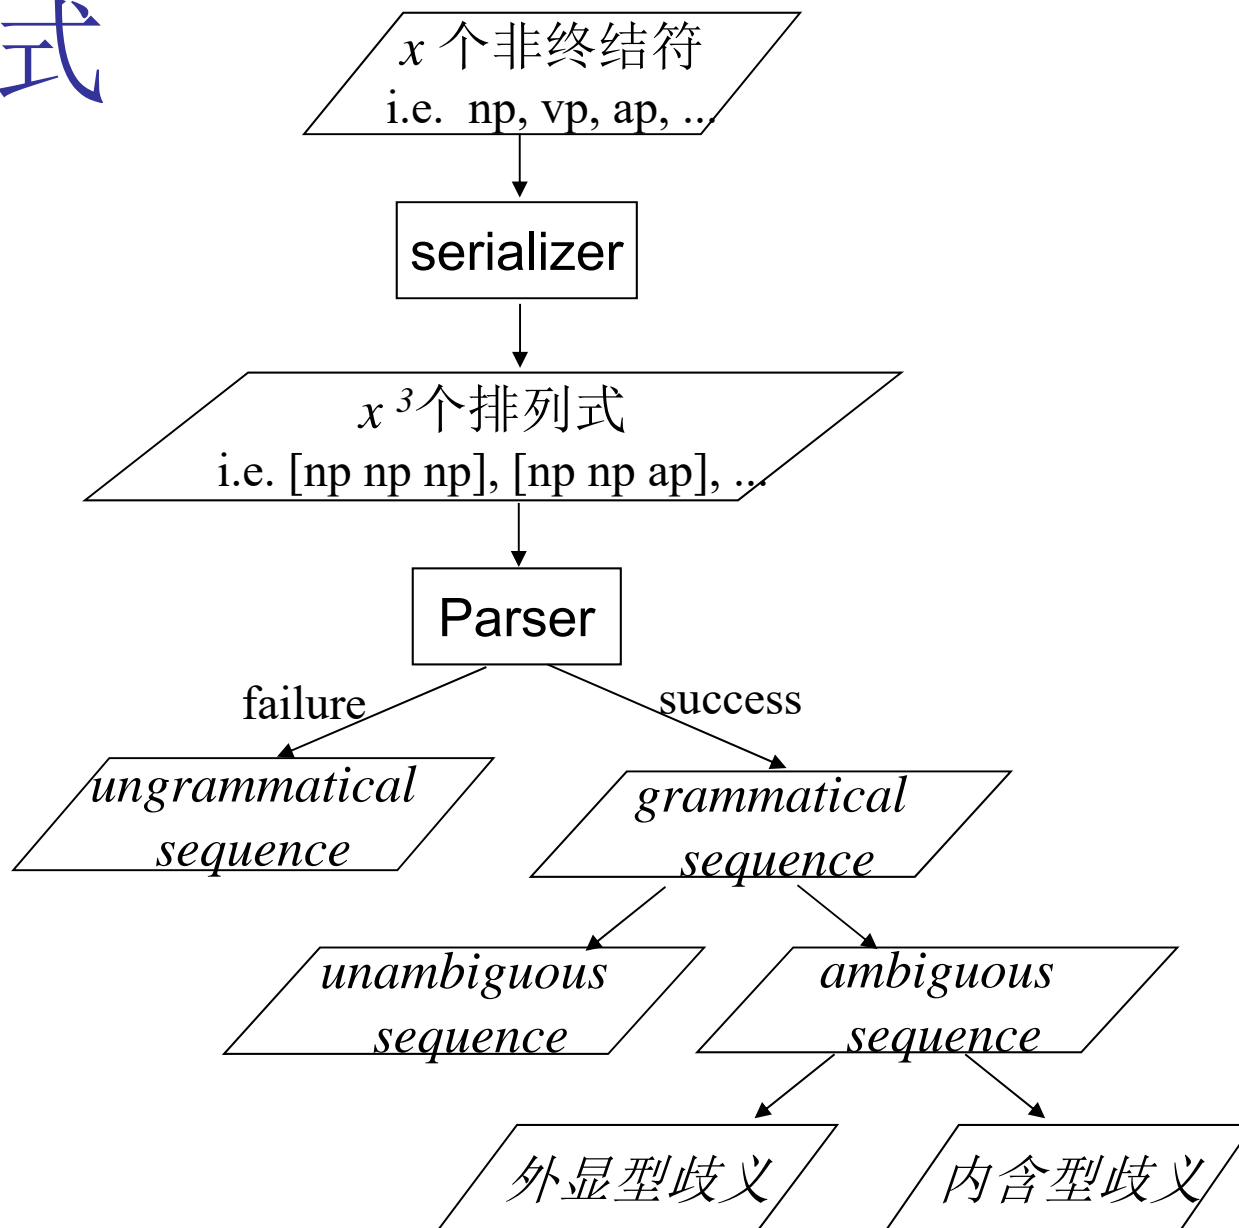 式
x 个非终结符
i.e. np, vp, ap, ...
serializer
x ³个排列式
i.e. [np np np], [np np ap], ...
Parser
failure
success
ungrammatical
sequence
grammatical
sequence
unambiguous
sequence
ambiguous
sequence
外显型歧义
内含型歧义